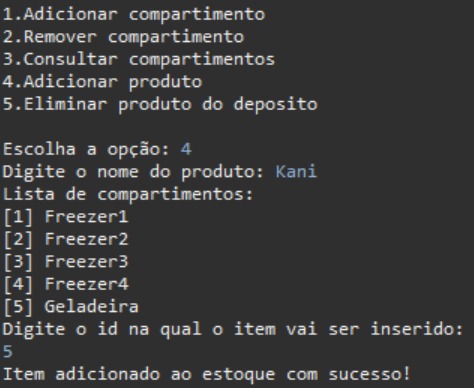 1.Adicionar compartimento
2.Remover compartimento
3.Consultar compartimentos
4.Adicionar produto
5.Eliminar produto do deposito
Escolha a opção: 4
Digite o nome do produto: Kani
Lista de compartimentos:
[1] Freezer1
[2] Freezer2
[3] Freezer3
[4] Freezer4
[5] Geladeira
Digite o id na qual o item vai ser inserido:
5
Item adicionado ao estoque com sucesso!